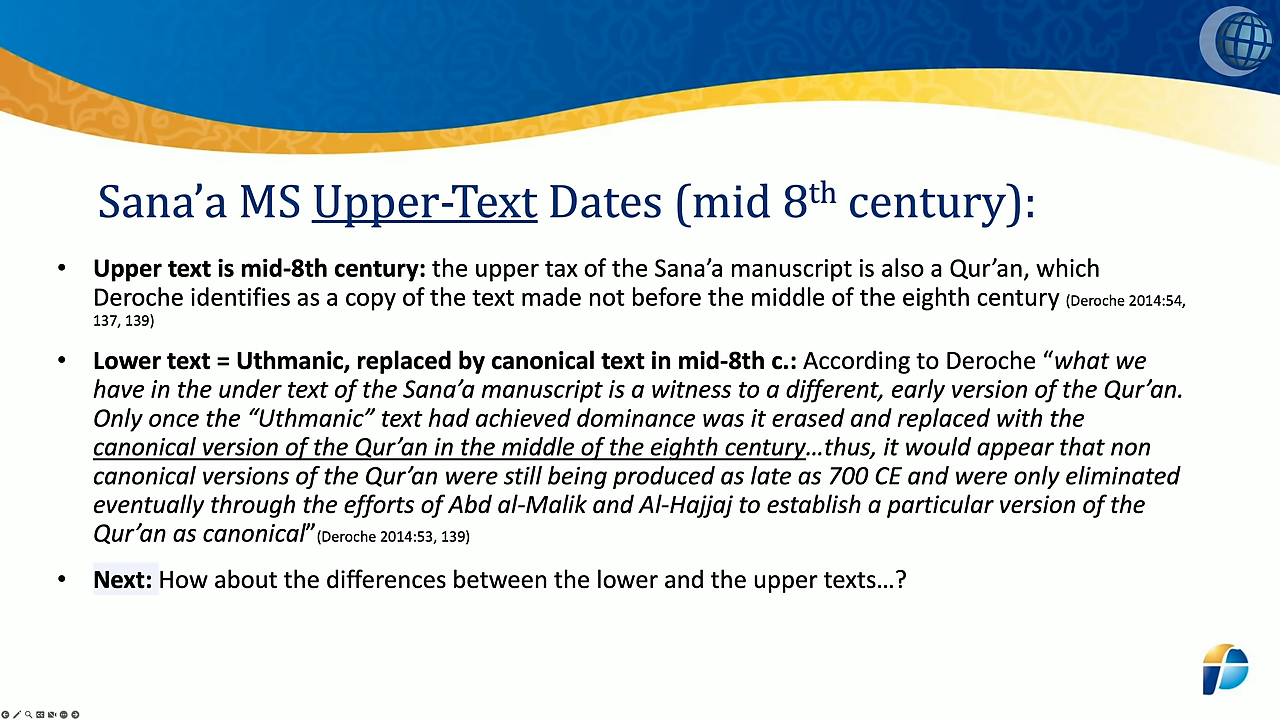 Sana’a MS Upper-Text Dates (mid 8th century):
• Upper text is mid-8th century: the upper tax of the Sana’a manuscript is also a Qur’an, which
Deroche identifies as a copy of the text made not before the middle of the eighth century (Deroche 2014:54,
137, 139)
• Lower text = Uthmanic, replaced by canonical text in mid-8th c.: According to Deroche “what we
have in the under text of the Sana’a manuscript is a witness to a different, early version of the Qur’an.
Only once the “Uthmanic” text had achieved dominance was it erased and replaced with the
canonical version of the Qur’an in the middle of the eighth century…thus, it would appear that non
canonical versions of the Qur’an were still being produced as late as 700 CE and were only eliminated
eventually through the efforts of Abd al-Malik and Al-Hajjaj to establish a particular version of the
Qur’an as canonical”(Deroche 2014:53, 139)
• Next: How about the differences between the lower and the upper texts…?